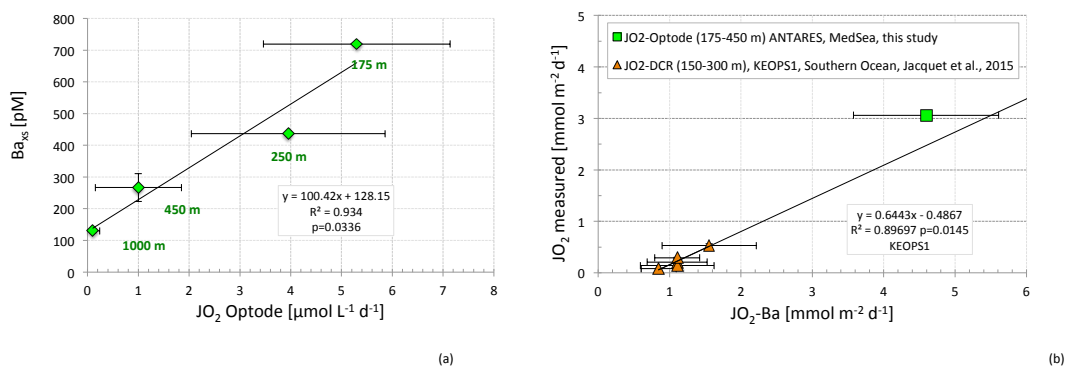 800
700
600
500
400
300
200
100
0
Ba_xs [pM]
175 m
250 m
450 m
1000 m
y = 100.42x + 128.15
R² = 0.934
p=0.0336
0 1 2 3 4 5 6 7 8
JO₂ Optode [µmol L⁻¹ d⁻¹]
(a)
5
4
3
2
1
0
JO₂ measured [mmol m⁻² d⁻¹]
JO2-Optode (175-450 m) ANTARES, MedSea, this study
JO2-DCR (150-300 m), KEOPS1, Southern Ocean, Jacquet et al., 2015
y = 0.6443x - 0.4867
R² = 0.89697 p=0.0145
KEOPS1
0 1 2 3 4 5 6
JO₂-Ba [mmol m⁻² d⁻¹]
(b)